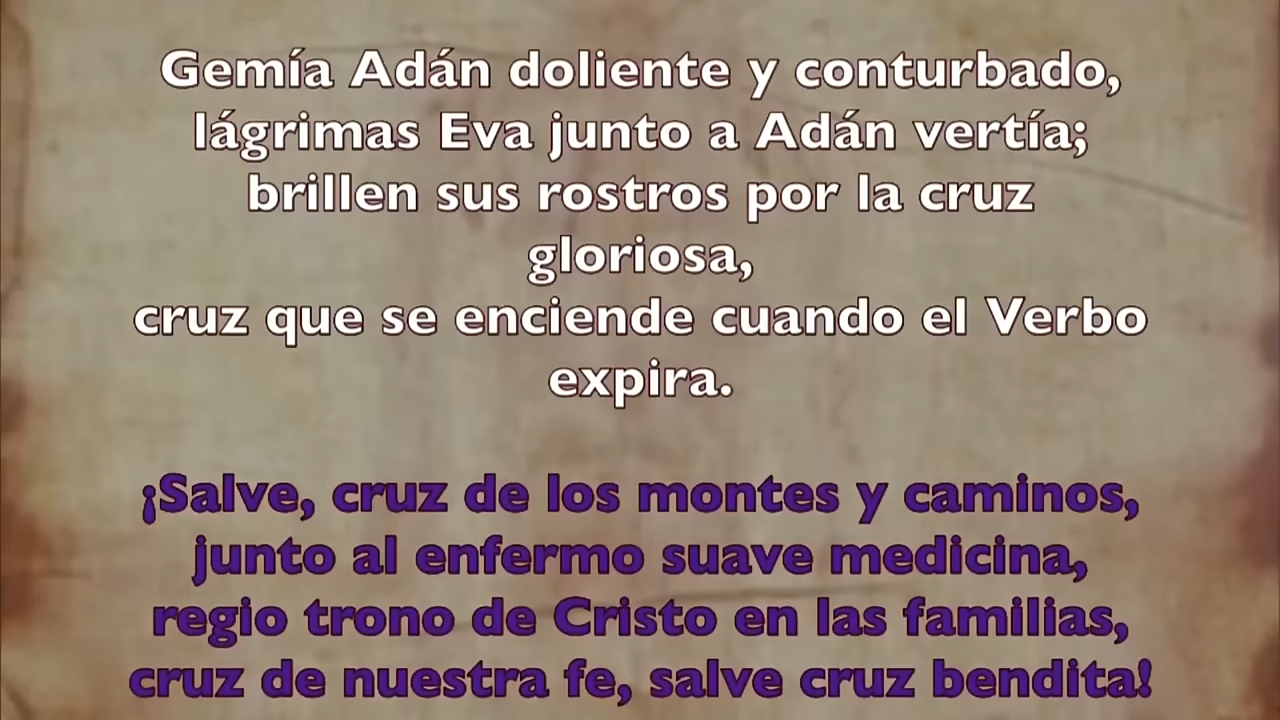 Gemía Adán doliente y conturbado,
lágrimas Eva junto a Adán vertía;
brillen sus rostros por la cruz
gloriosa,
cruz que se enciende cuando el Verbo
expira.
¡Salve, cruz de los montes y caminos,
junto al enfermo suave medicina,
regio trono de Cristo en las familias,
cruz de nuestra fe, salve cruz bendita!